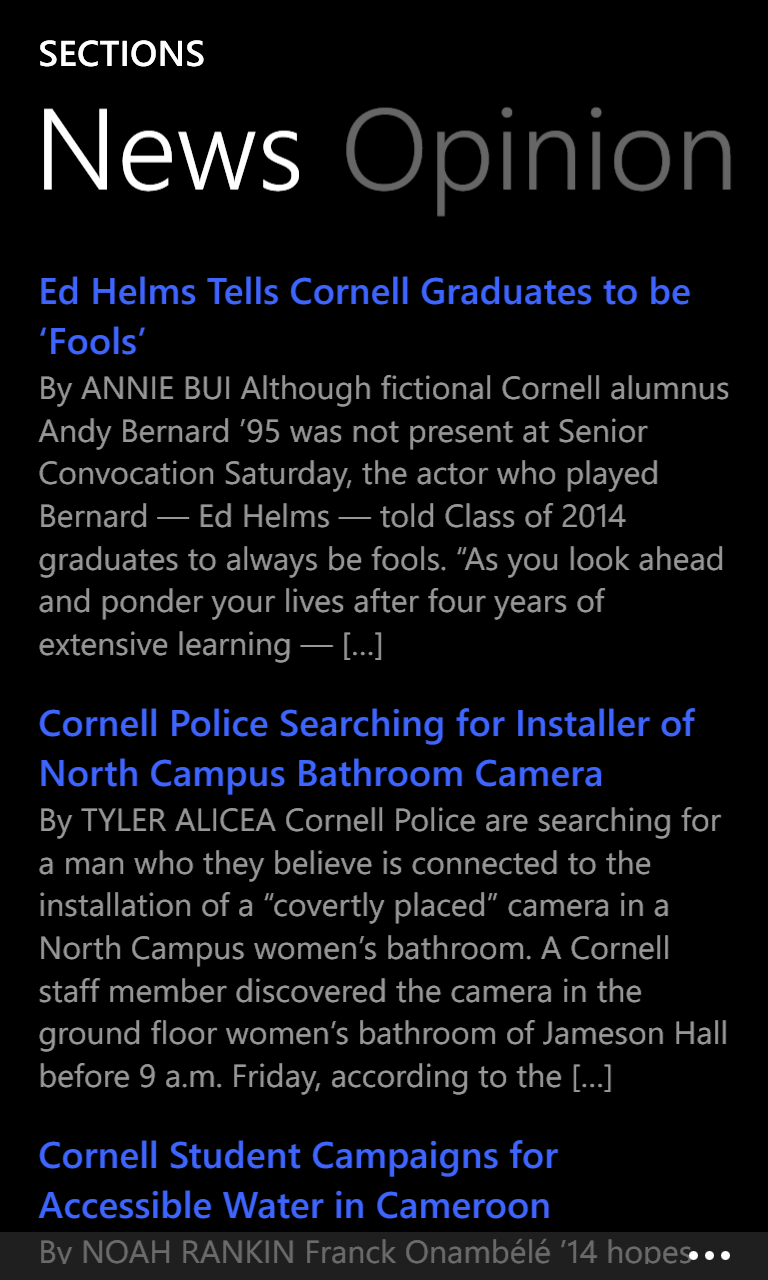 SECTIONS
News Opinion
Ed Helms Tells Cornell Graduates to be
‘Fools’
By ANNIE BUI Although fictional Cornell alumnus
Andy Bernard ’95 was not present at Senior
Convocation Saturday, the actor who played
Bernard — Ed Helms — told Class of 2014
graduates to always be fools. “As you look ahead
and ponder your lives after four years of
extensive learning — [...]
Cornell Police Searching for Installer of
North Campus Bathroom Camera
By TYLER ALICEA Cornell Police are searching for
a man who they believe is connected to the
installation of a “covertly placed” camera in a
North Campus women’s bathroom. A Cornell
staff member discovered the camera in the
ground floor women’s bathroom of Jameson Hall
before 9 a.m. Friday, according to the [...]
Cornell Student Campaigns for
Accessible Water in Cameroon
By NOAH RANKIN Franck Onambélé ’14 hopes